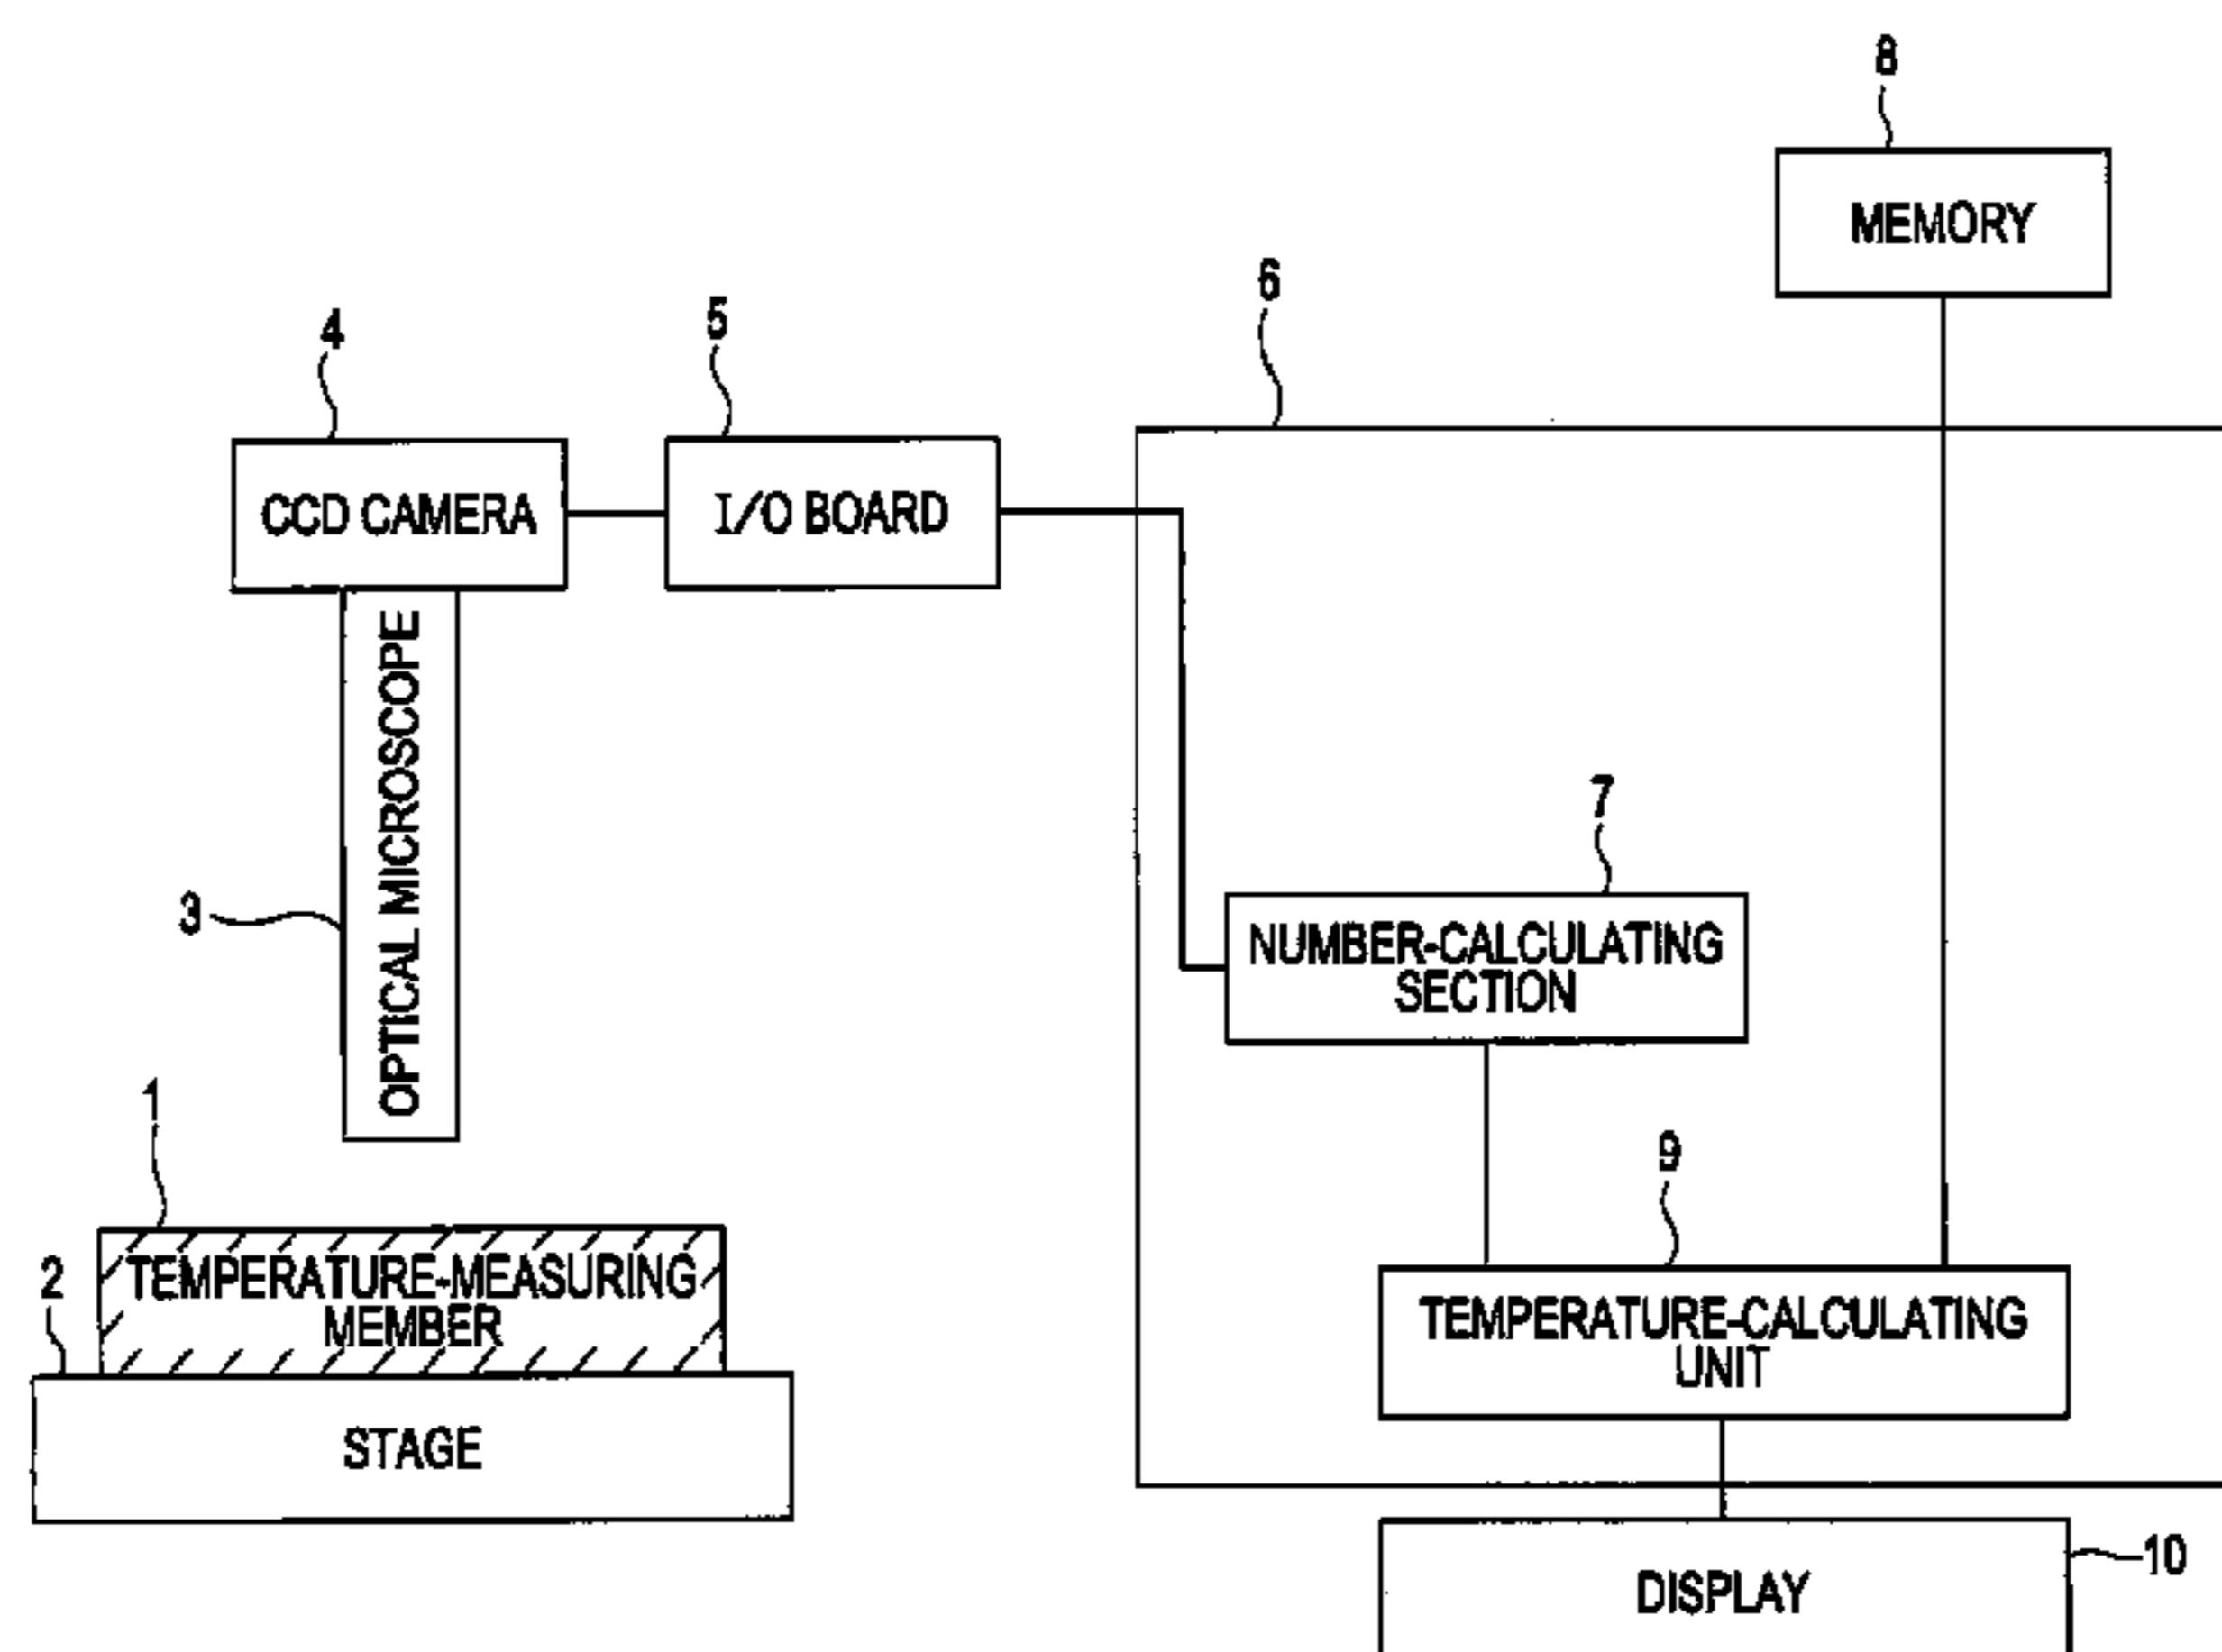 8
MEMORY
6
5
4
CCD CAMERA
I/O BOARD
OPTICAL MICROSCOPE
3
7
NUMBER-CALCULATING
SECTION
1
9
2
TEMPERATURE-MEASURING
MEMBER
TEMPERATURE-CALCULATING
UNIT
STAGE
10
DISPLAY